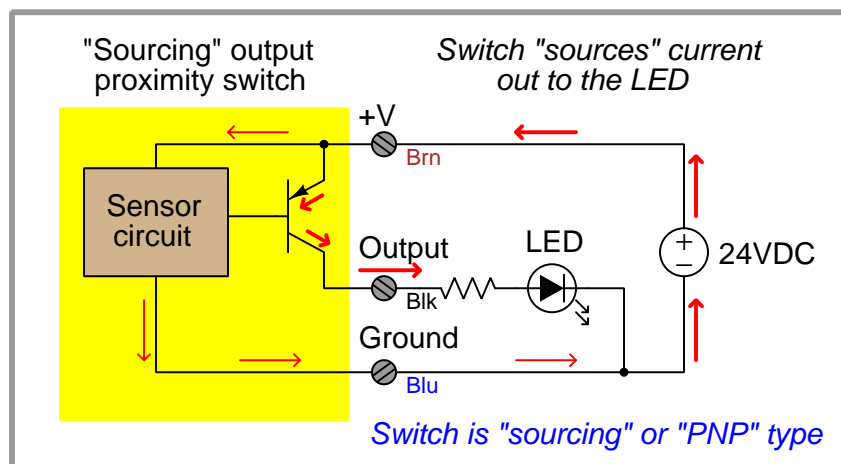 "Sourcing" output
proximity switch
Switch "sources" current
out to the LED
+V
Brn
Sensor
circuit
Output
LED
+
−
24VDC
Blk
Ground
Blu
Switch is "sourcing" or "PNP" type